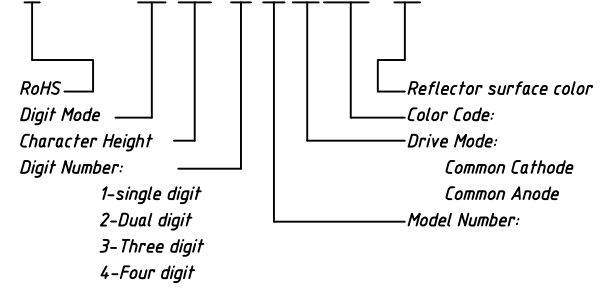 RoHS
Digit Mode
Character Height
Digit Number:
1-single digit
2-Dual digit
3-Three digit
4-Four digit
Reflector surface color
Color Code:
Drive Mode:
Common Cathode
Common Anode
Model Number: